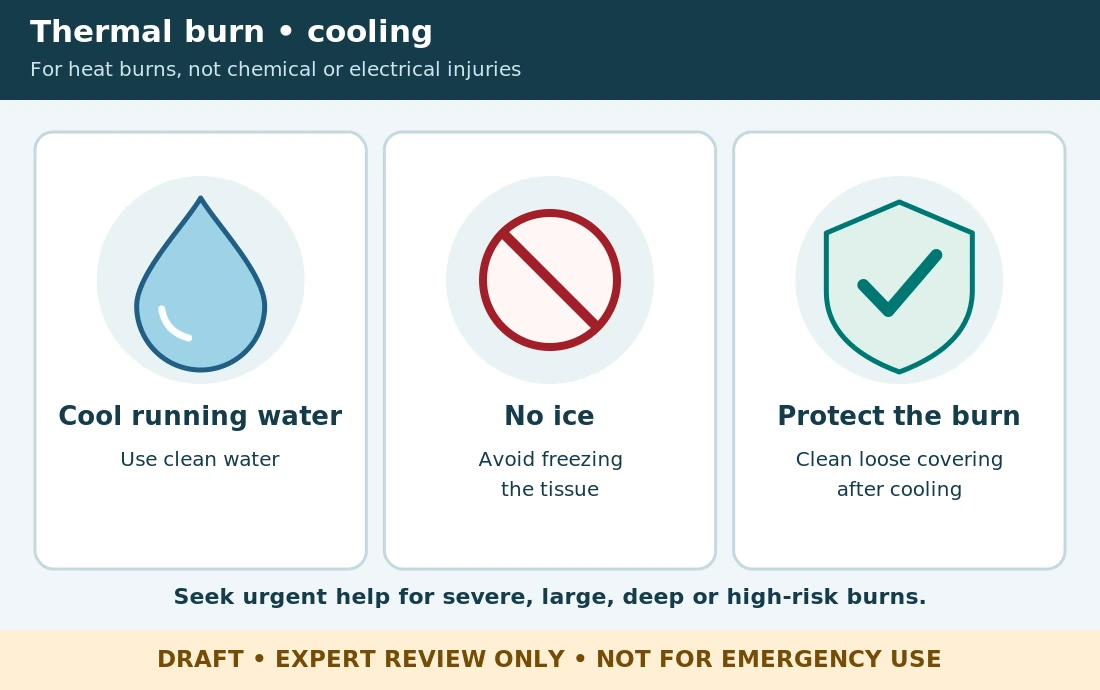 Thermal burn • cooling
For heat burns, not chemical or electrical injuries
Cool running water
Use clean water
No ice
Avoid freezing
the tissue
Protect the burn
Clean loose covering
after cooling
Seek urgent help for severe, large, deep or high-risk burns.
DRAFT • EXPERT REVIEW ONLY • NOT FOR EMERGENCY USE